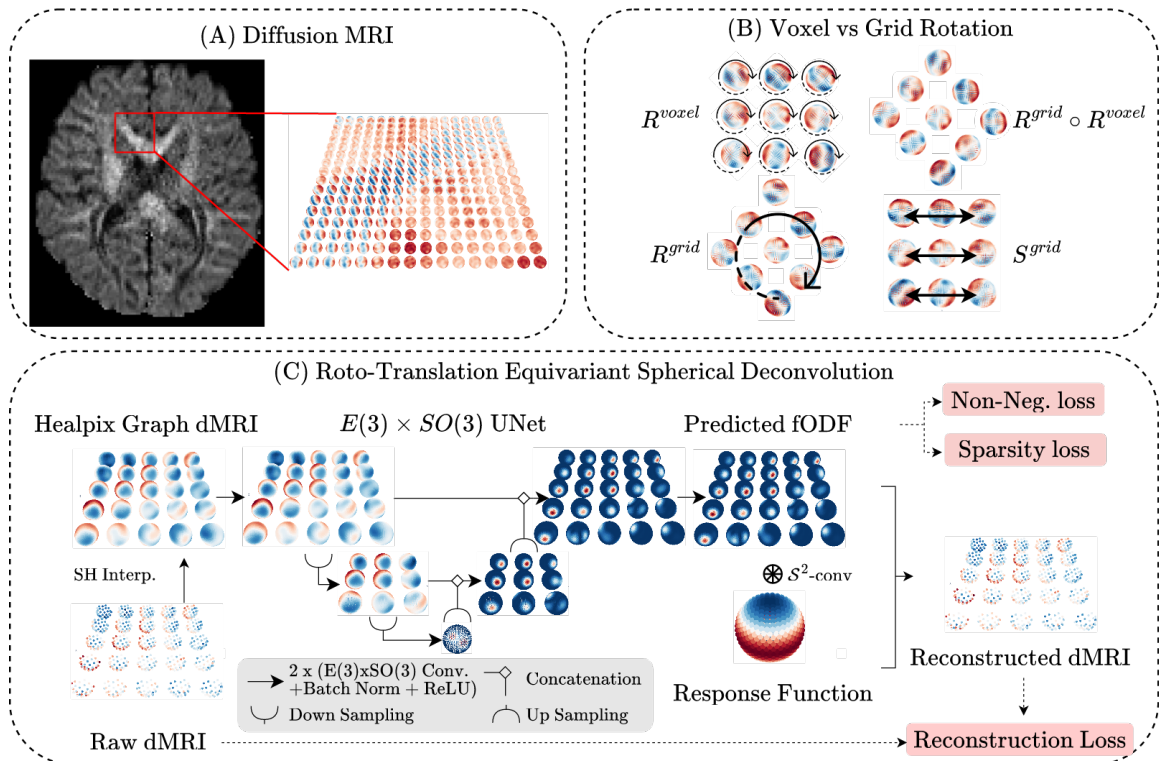 (A) Diffusion MRI
(B) Voxel vs Grid Rotation
R^{voxel}
R^{grid} ∘ R^{voxel}
R^{grid}
S^{grid}
(C) Roto-Translation Equivariant Spherical Deconvolution
Healpix Graph dMRI
E(3) × SO(3) UNet
Predicted fODF
Non-Neg. loss
Sparsity loss
SH Interp.
⊛ 𝒮²-conv
Raw dMRI
2 x (E(3)xSO(3) Conv.
+Batch Norm + ReLU)
Concatenation
Down Sampling
Up Sampling
Response Function
Reconstructed dMRI
Reconstruction Loss